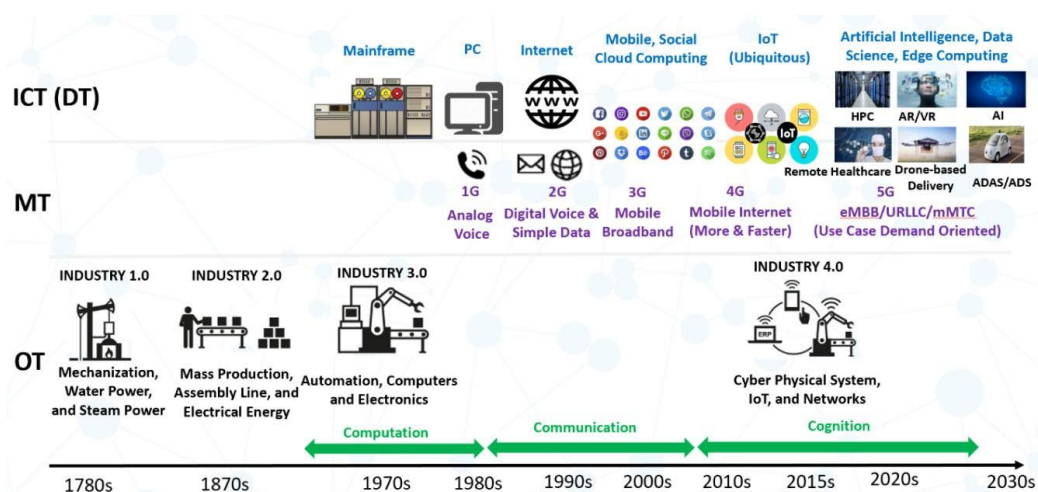 Mainframe
PC
Internet
Mobile, Social
Cloud Computing
IoT
(Ubiquitous)
Artificial Intelligence, Data
Science, Edge Computing
ICT (DT)
WWW
IoT
HPC
AR/VR
AI
Remote Healthcare
Drone-based
Delivery
ADAS/ADS
MT
1G
Analog
Voice
2G
Digital Voice &
Simple Data
3G
Mobile
Broadband
4G
Mobile Internet
(More & Faster)
5G
eMBB/URLLC/mMTC
(Use Case Demand Oriented)
OT
INDUSTRY 1.0
Mechanization,
Water Power,
and Steam Power
INDUSTRY 2.0
Mass Production,
Assembly Line, and
Electrical Energy
INDUSTRY 3.0
Automation, Computers
and Electronics
INDUSTRY 4.0
ERP
Cyber Physical System,
IoT, and Networks
Computation
Communication
Cognition
1780s
1870s
1970s
1980s
1990s
2000s
2010s
2015s
2020s
2030s